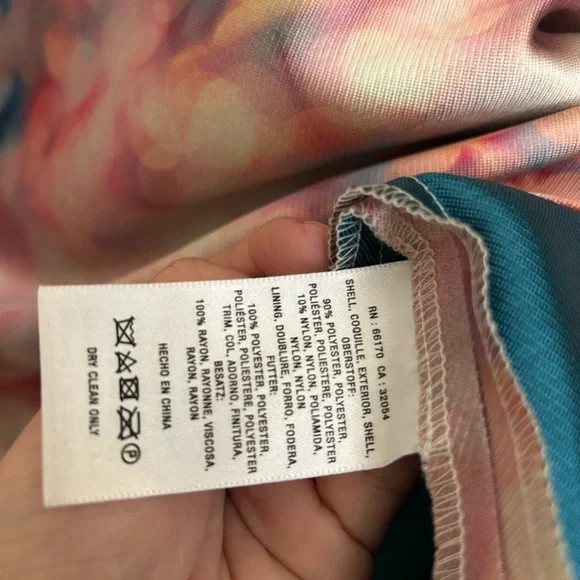 RN : 66170 CA : 32054
SHELL, COQUILLE, EXTERIOR, SHELL,
OBERSTOFF:
90% POLYESTER, POLYESTER,
POLIÉSTER, POLIESTERE, POLYESTER
10% NYLON, NYLON, POLIAMIDA,
NYLON, NYLON
LINING, DOUBLURE, FORRO, FODERA,
FUTTER:
100% POLYESTER, POLYESTER,
POLIÉSTER, POLIESTERE, POLYESTER
TRIM, COL, ADORNO, FINITURA,
BESATZ:
100% RAYON, RAYONNE, VISCOSA,
RAYON, RAYON
HECHO EN CHINA
P
DRY CLEAN ONLY